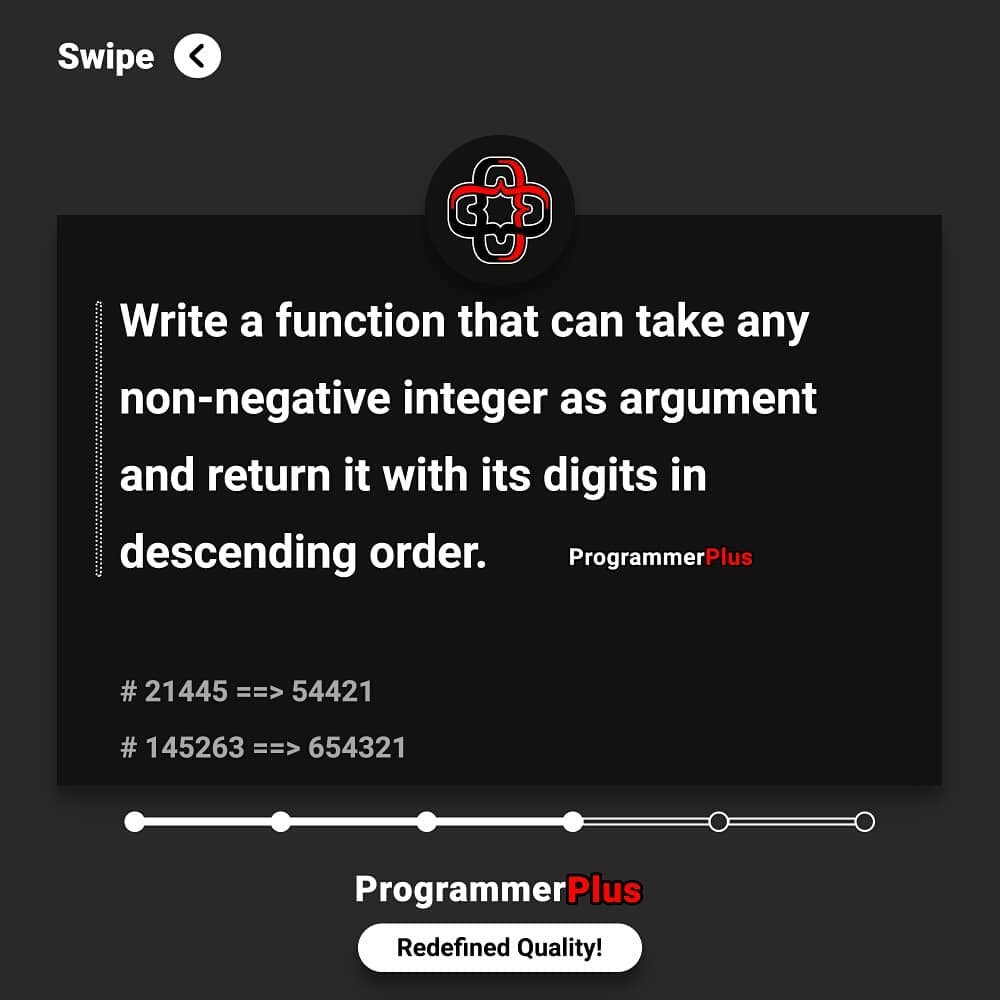 Swipe
Write a function that can take any
non-negative integer as argument
and return it with its digits in
descending order.
ProgrammerPlus
# 21445 ==> 54421
# 145263 ==> 654321
ProgrammerPlus
Redefined Quality!